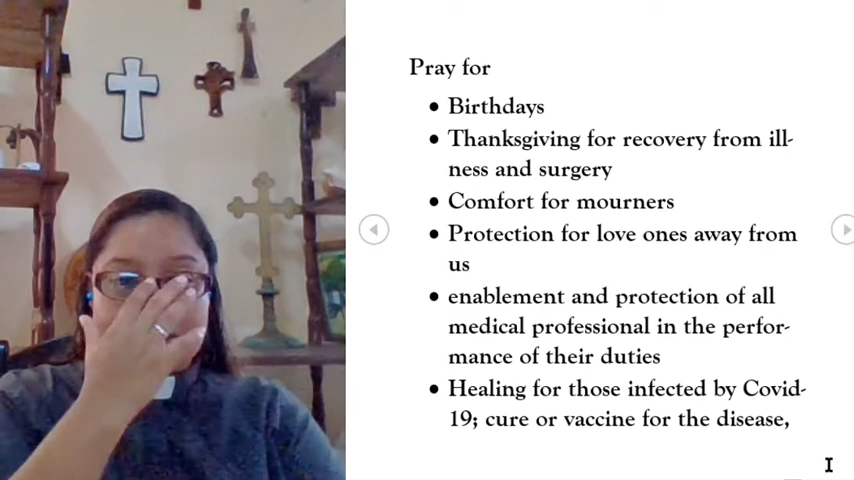 Pray for
• Birthdays
• Thanksgiving for recovery from ill-
ness and surgery
• Comfort for mourners
• Protection for love ones away from
us
• enablement and protection of all
medical professional in the perfor-
mance of their duties
• Healing for those infected by Covid-
19; cure or vaccine for the disease,